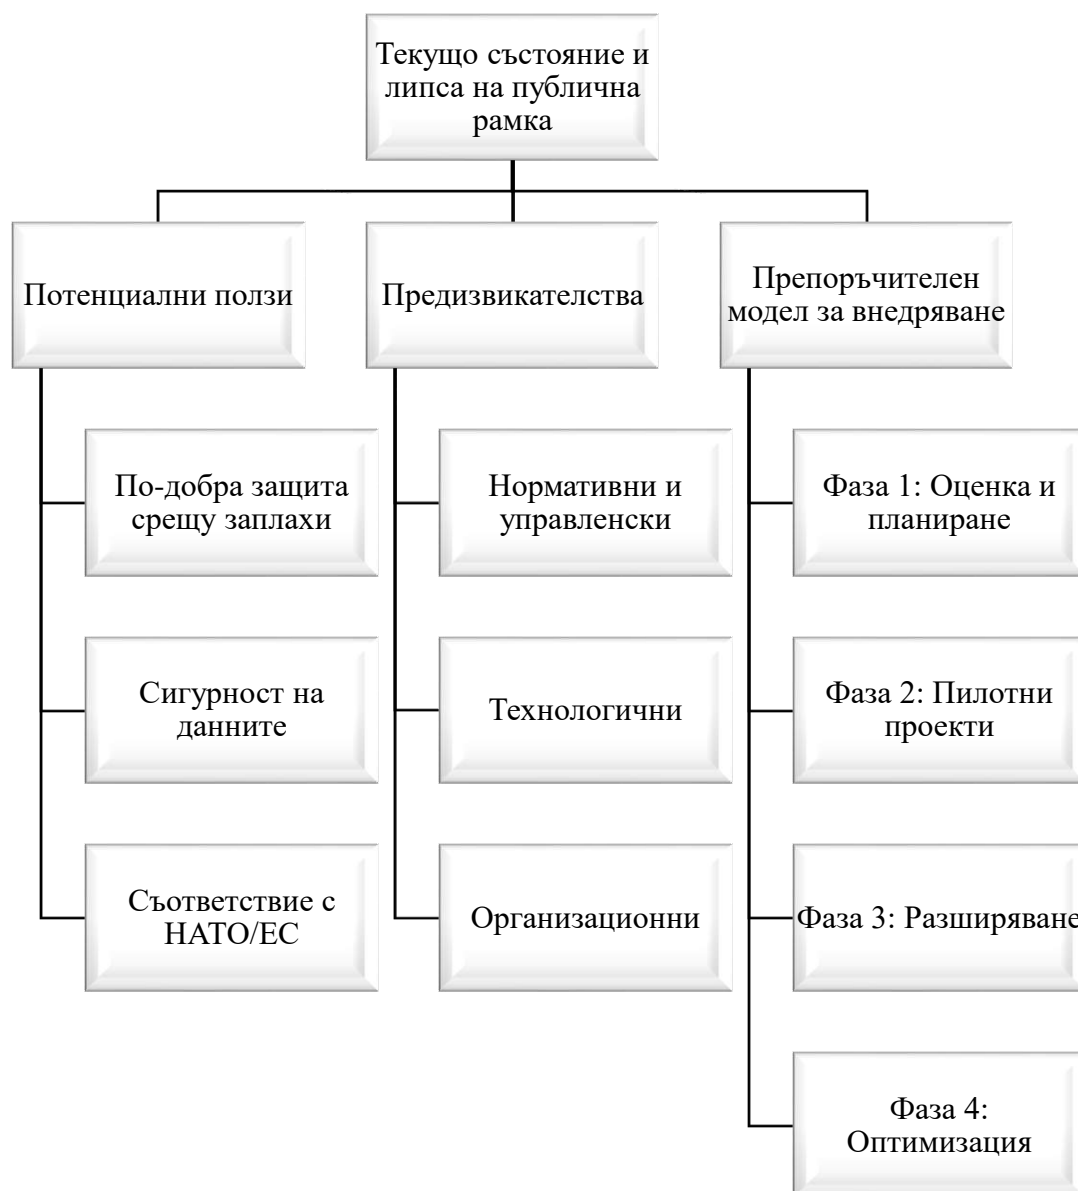 Текущо състояние и
липса на публична
рамка
Потенциални ползи
Предизвикателства
Препоръчителен
модел за внедряване
По-добра защита
срещу заплахи
Нормативни и
управленски
Фаза 1: Оценка и
планиране
Сигурност на
данните
Технологични
Фаза 2: Пилотни
проекти
Съответствие с
НАТО/ЕС
Организационни
Фаза 3: Разширяване
Фаза 4:
Оптимизация